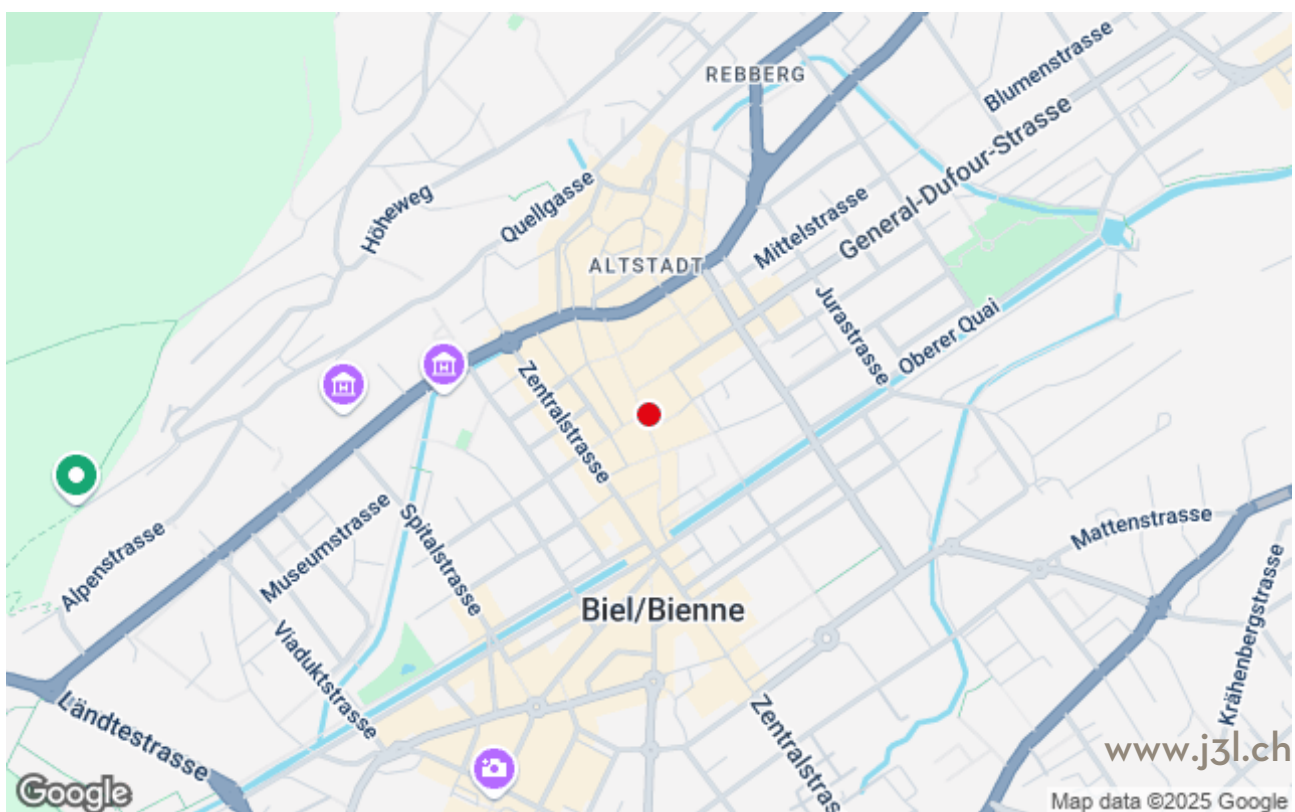 REBBERG
Blumenstrasse
General-Dufour-Strasse
Höheweg
Quellgasse
Mittelstrasse
ALTSTADT
Jurastrasse
Oberer Quai
Zentralstrasse
Mattenstrasse
Museumstrasse
Spitalstrasse
Alpenstrasse
Krähenbergstrasse
Biel/Bienne
Viaduktstrasse
Ländtestrasse
Zentralstras
www.j3l.ch
Google
Map data ©2025 Google